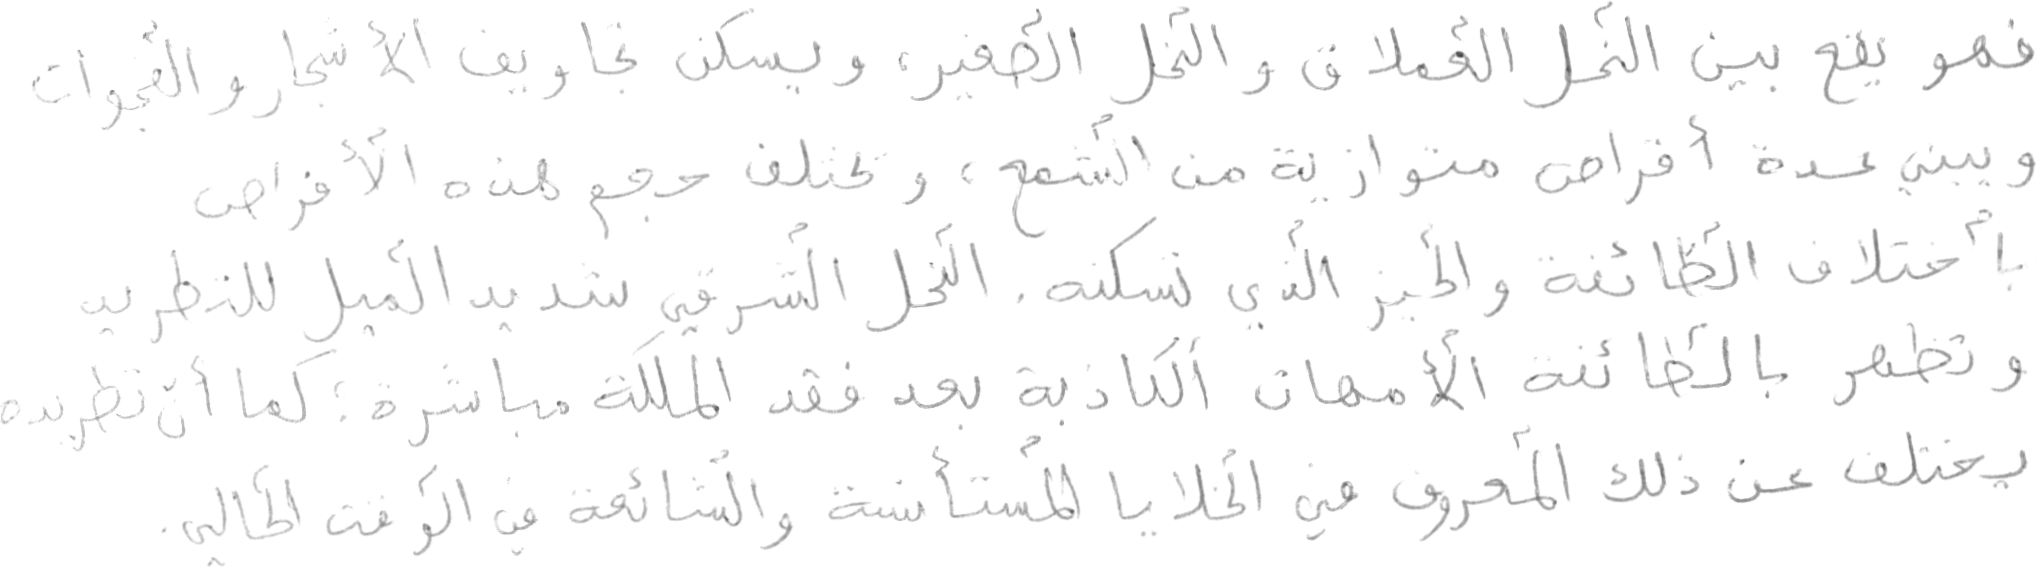 فهو يقع بين النحل العملاق والنحل الصغير، ويسكن تجاويف الأشجار والفجوات
ويبني عدة أقراص متوازية من الشمع، وتختلف حجم هذه الأقراص
بأختلاف الطائفة والحيز الذي تسكنه. النحل الشرقي شديد الميل للتطريد
وتظهر بالطائفة الأمهات الكاذبة بعد فقد الملكة مباشرة؛ كما أن تطريده
يختلف عن ذلك المعروف في الخلايا المستأنسة والشائعة في الوقت الحالي.